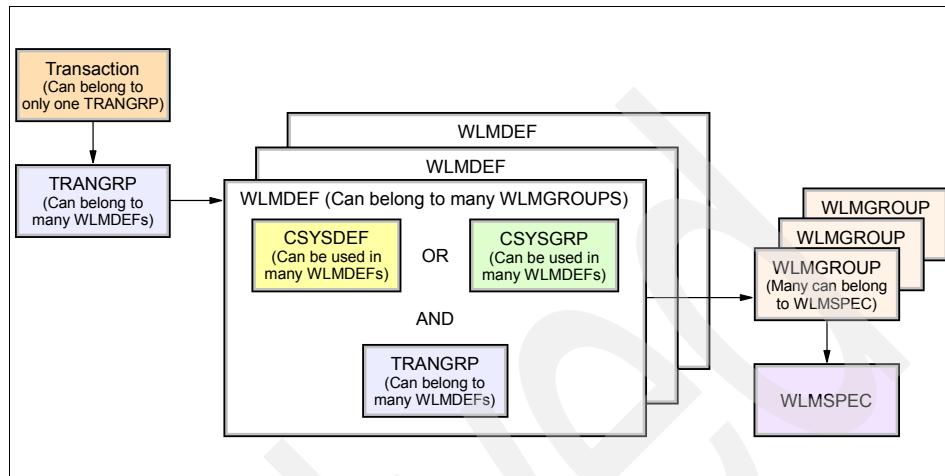 Transaction
(Can belong to
only one TRANGRP)
TRANGRP
(Can belong to
many WLMDEFs)
WLMDEF
WLMDEF
WLMDEF (Can belong to many WLMGROUPS)
CSYSDEF
(Can be used in
many WLMDEFs)
OR
CSYSGRP
(Can be used in
many WLMDEFs)
AND
TRANGRP
(Can belong to
many WLMDEFs)
WLMGROUP
WLMGROUP
WLMGROUP
(Many can belong
to WLMSPEC)
WLMSPEC